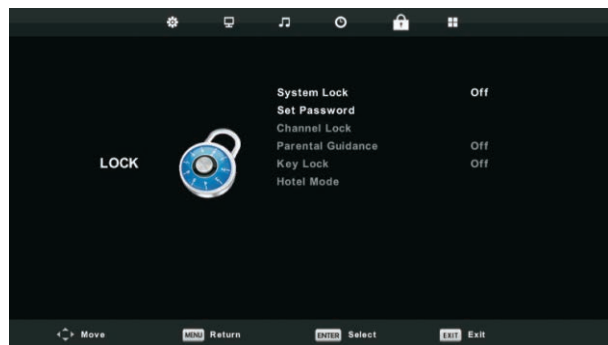 System Lock Off
Set Password
Channel Lock
Parental Guidance Off
Key Lock Off
Hotel Mode
LOCK
Move MENU Return ENTER Select EXIT Exit